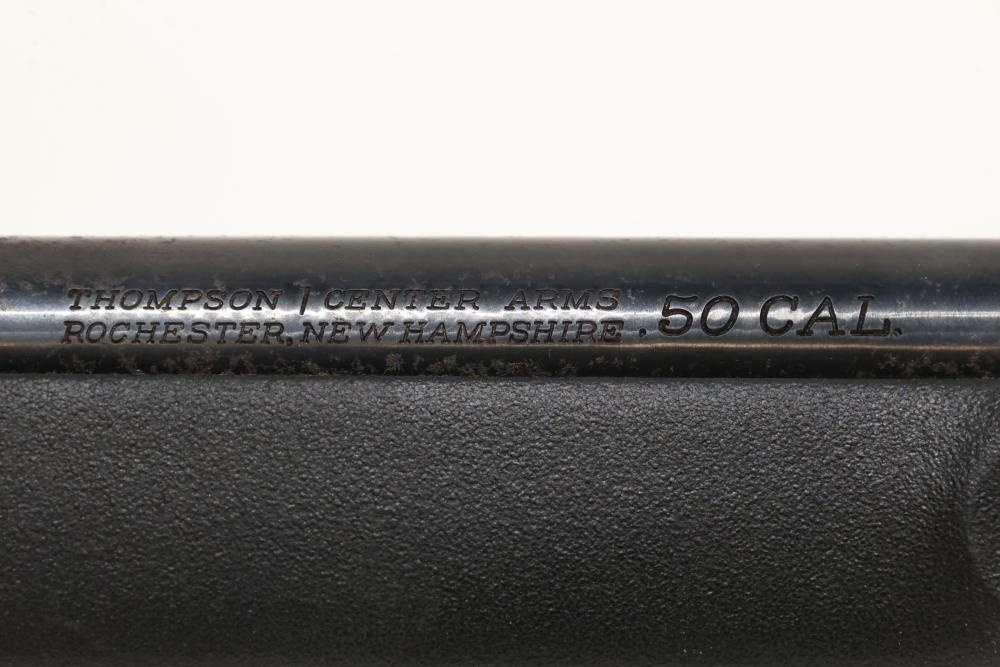 THOMPSON / CENTER ARMS
ROCHESTER, NEW HAMPSHIRE .50 CAL.